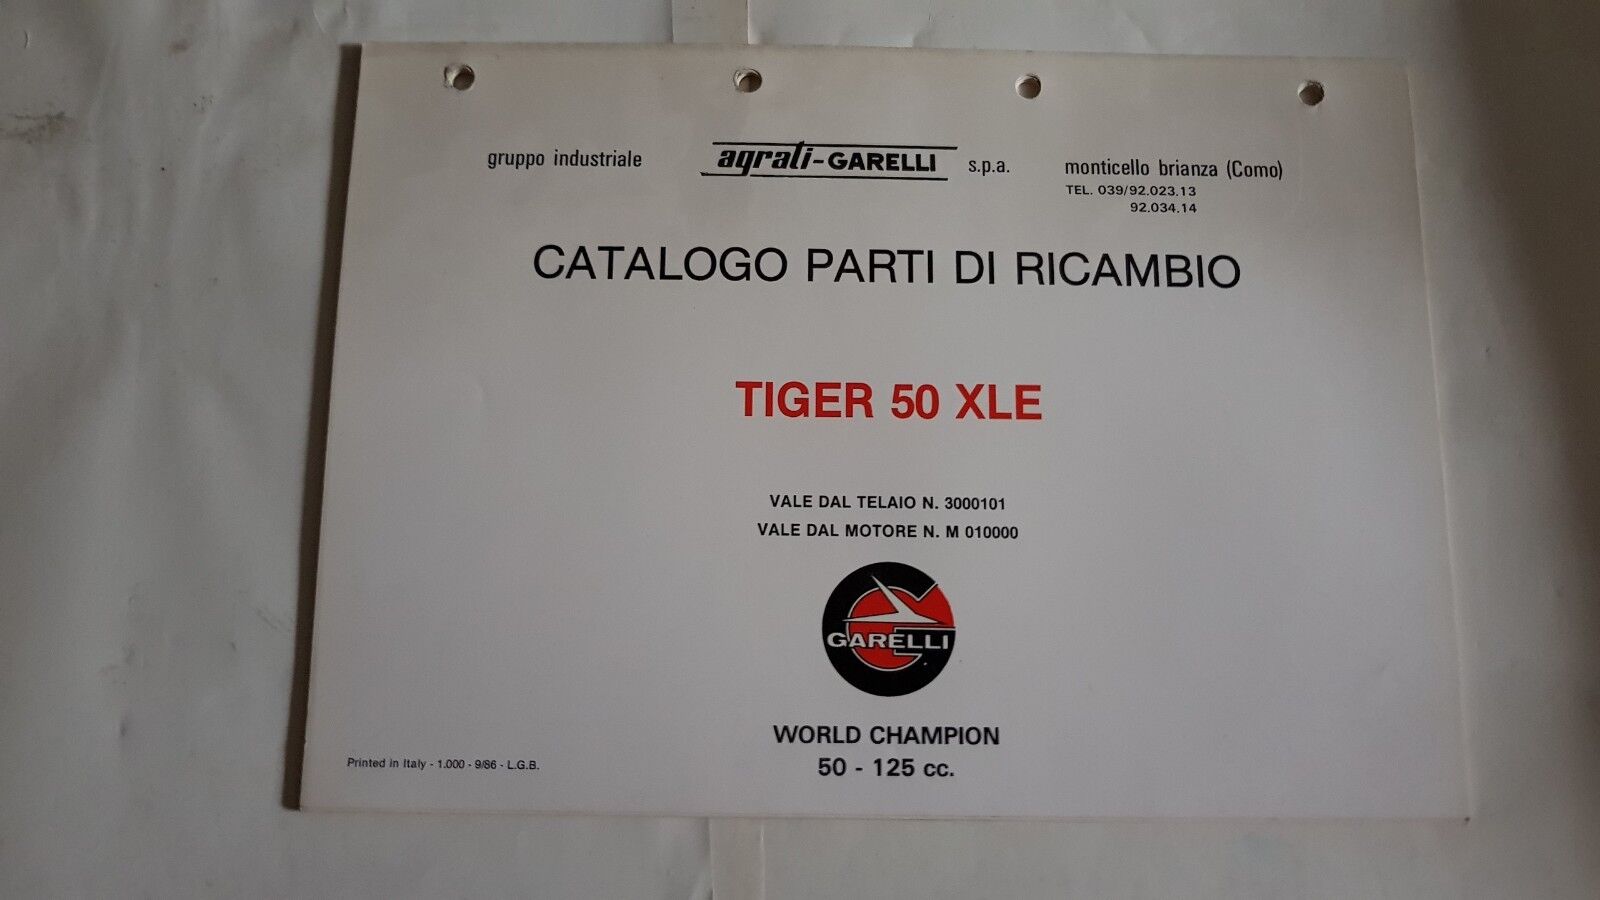 gruppo industriale agrati-GARELLI s.p.a. monticello brianza (Como)
TEL. 039/92.023.13
92.034.14
CATALOGO PARTI DI RICAMBIO
TIGER 50 XLE
VALE DAL TELAIO N. 3000101
VALE DAL MOTORE N. M 010000
GARELLI
WORLD CHAMPION
50 - 125 cc.
Printed in Italy - 1.000 - 9/86 - L.G.B.